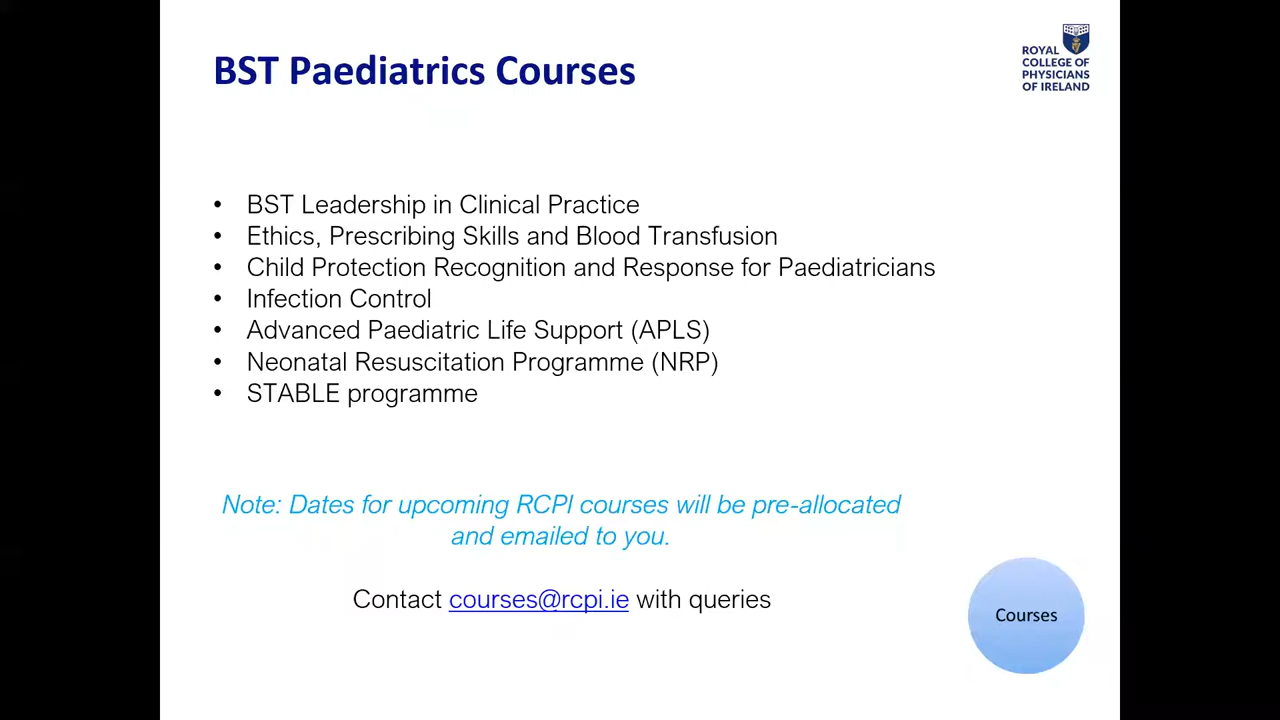 BST Paediatrics Courses
ROYAL
COLLEGE OF
PHYSICIANS
OF IRELAND
• BST Leadership in Clinical Practice
• Ethics, Prescribing Skills and Blood Transfusion
• Child Protection Recognition and Response for Paediatricians
• Infection Control
• Advanced Paediatric Life Support (APLS)
• Neonatal Resuscitation Programme (NRP)
• STABLE programme
Note: Dates for upcoming RCPI courses will be pre-allocated
and emailed to you.
Contact courses@rcpi.ie with queries
Courses